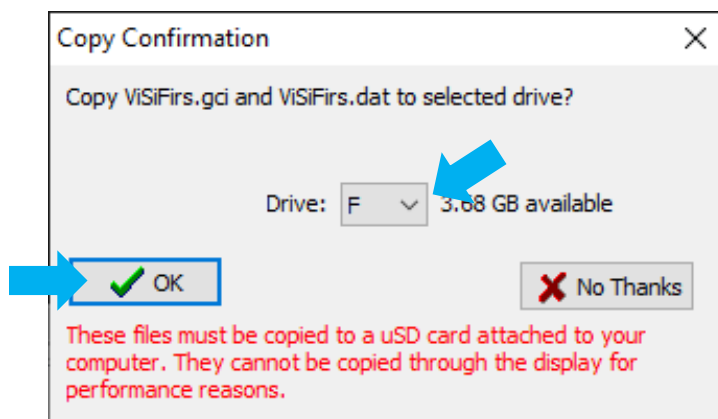 Copy Confirmation
Copy ViSiFirs.gci and ViSiFirs.dat to selected drive?
Drive: F 3.68 GB available
OK
No Thanks
These files must be copied to a uSD card attached to your
computer. They cannot be copied through the display for
performance reasons.